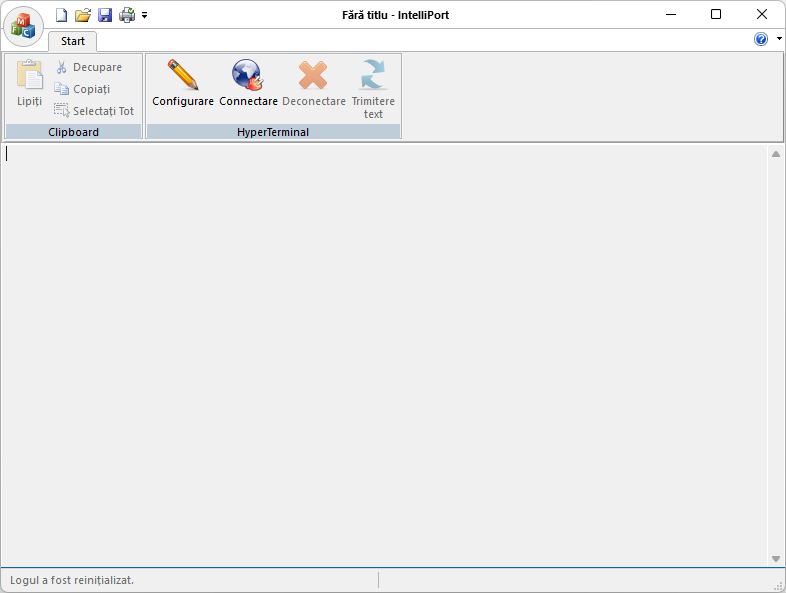 Fără titlu - IntelliPort
Start
Lipiți
Decupare
Copiați
Selectați Tot
Clipboard
Configurare
Connectare
Deconectare
Trimitere
text
HyperTerminal
Logul a fost reinițializat.